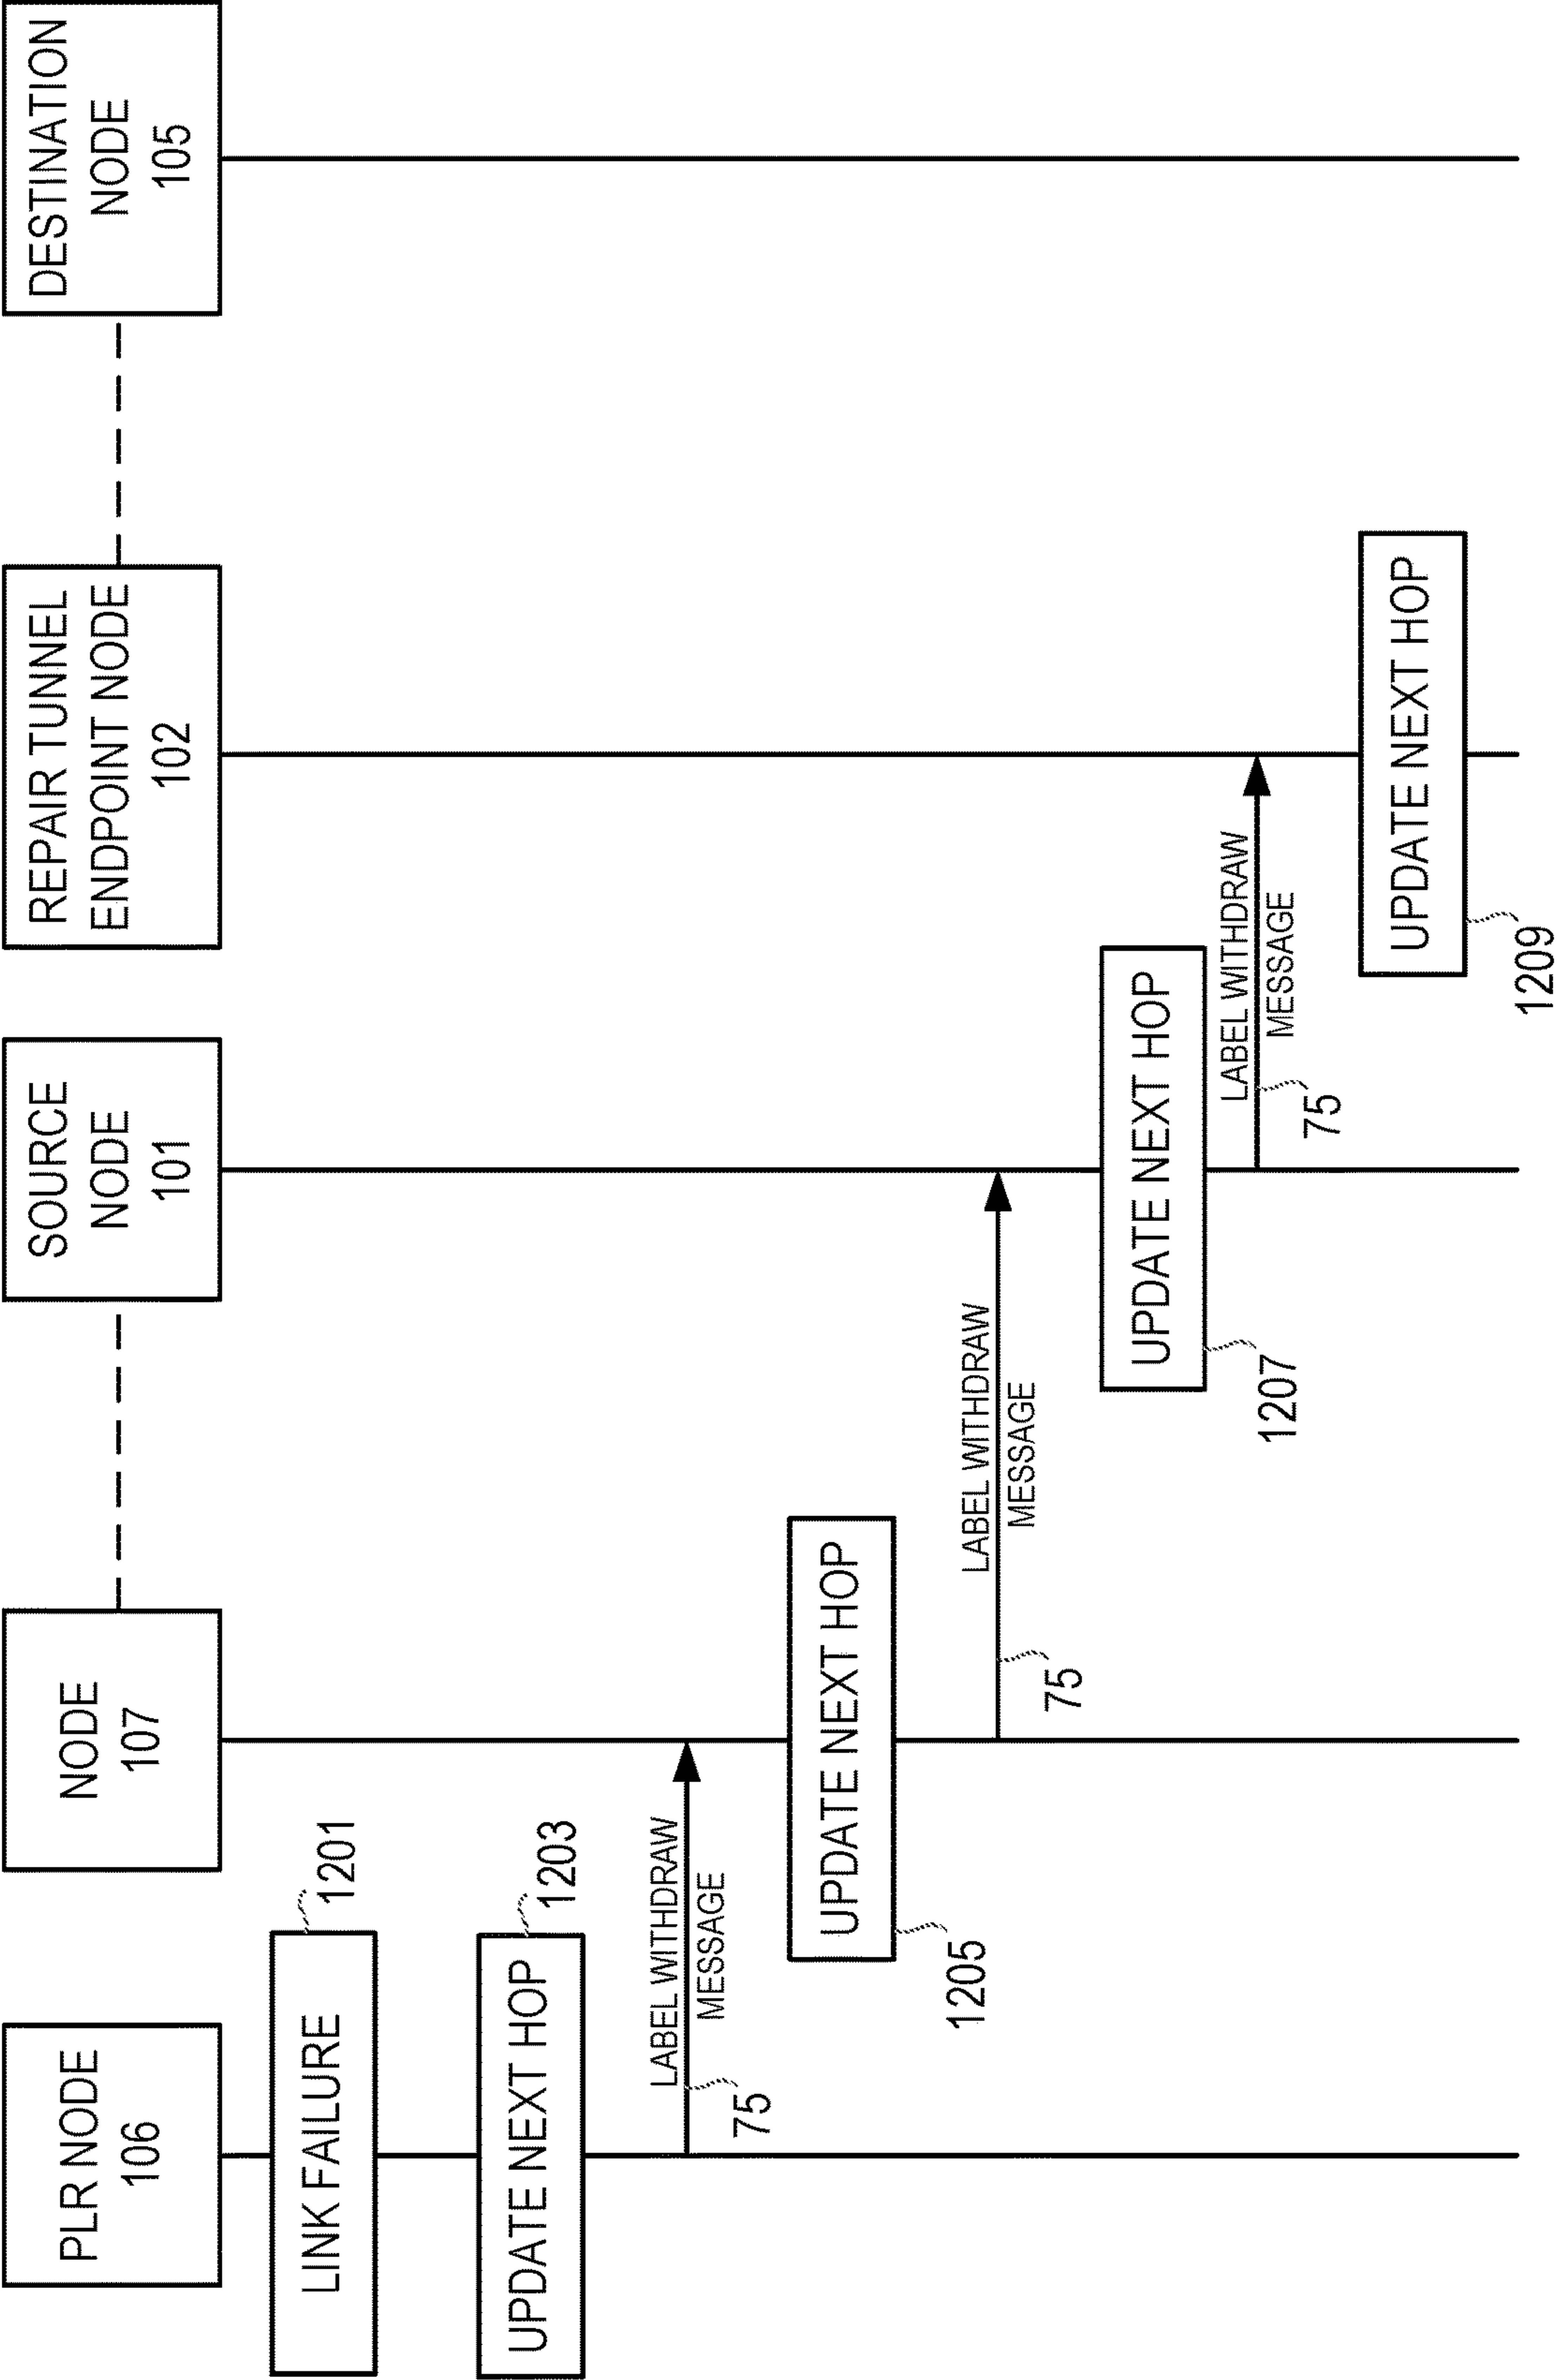 PLR NODE
106
NODE
107
SOURCE
NODE
101
REPAIR TUNNEL
ENDPOINT NODE
102
DESTINATION
NODE
105
LINK FAILURE
1201
UPDATE NEXT HOP
1203
LABEL WITHDRAW
MESSAGE
75
UPDATE NEXT HOP
1205
LABEL WITHDRAW
MESSAGE
75
UPDATE NEXT HOP
1207
LABEL WITHDRAW
MESSAGE
75
UPDATE NEXT HOP
1209